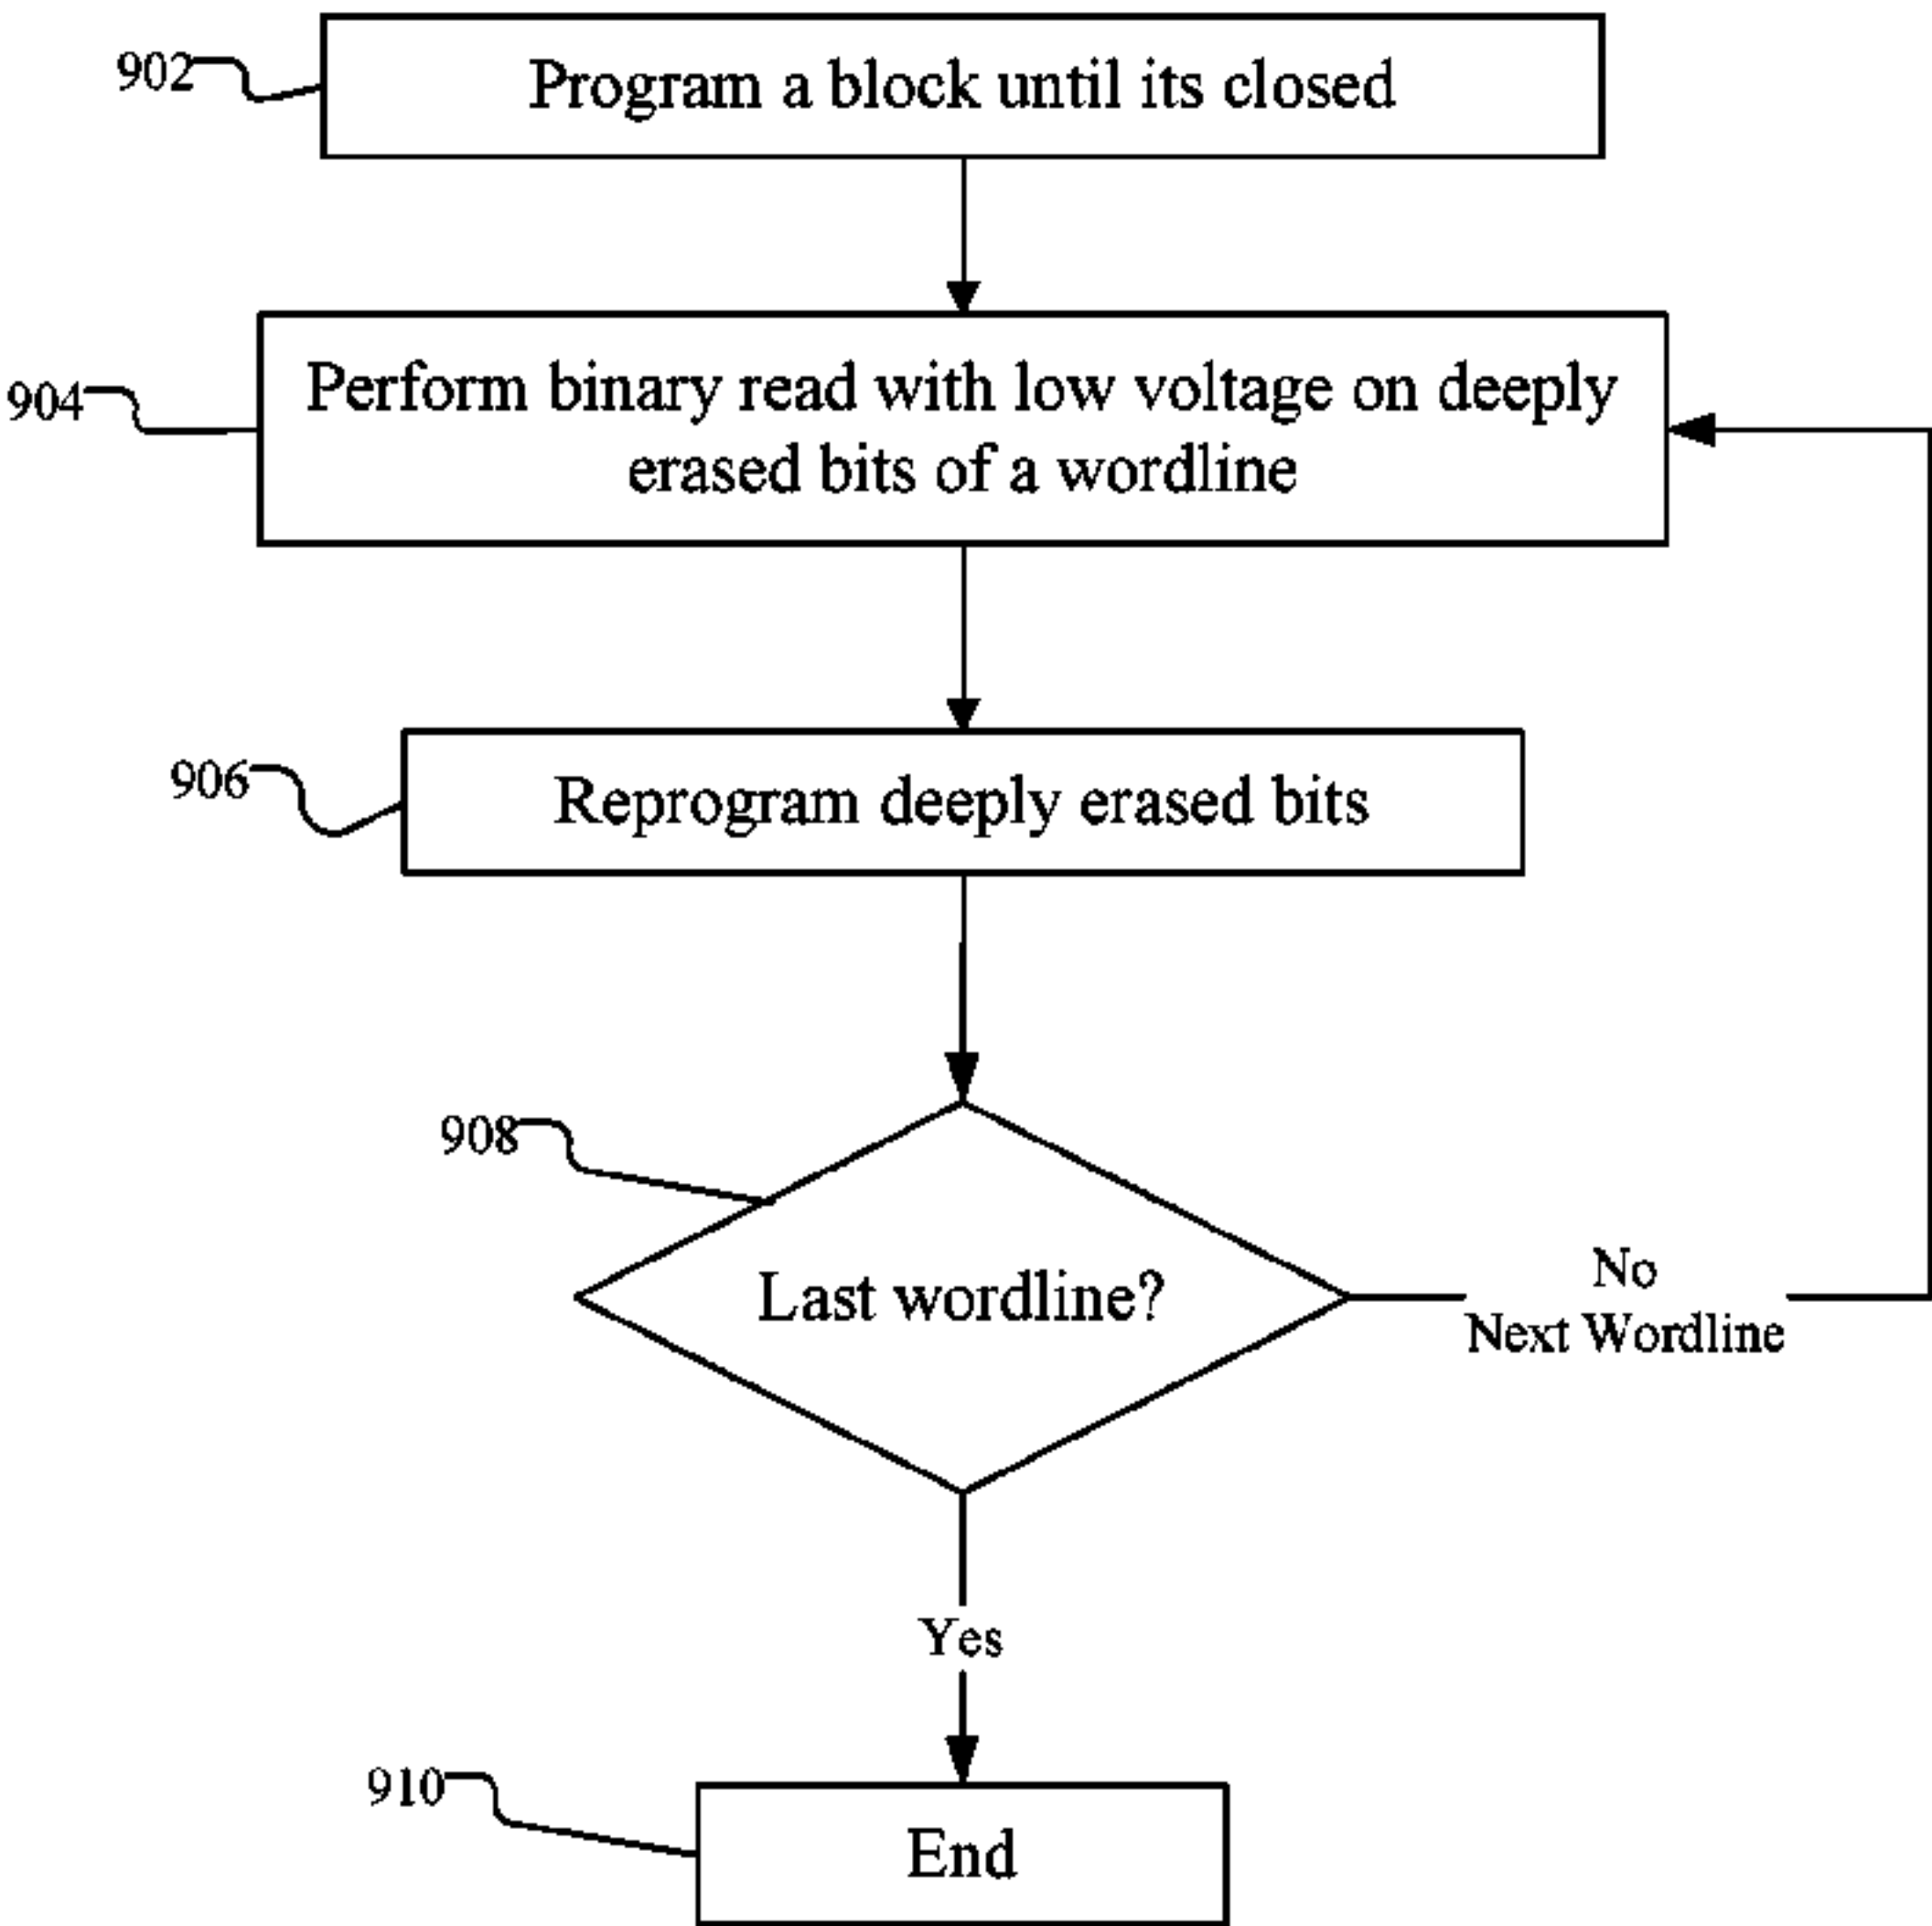 902
Program a block until its closed
904
Perform binary read with low voltage on deeply
erased bits of a wordline
906
Reprogram deeply erased bits
908
Last wordline?
No
Next Wordline
Yes
910
End